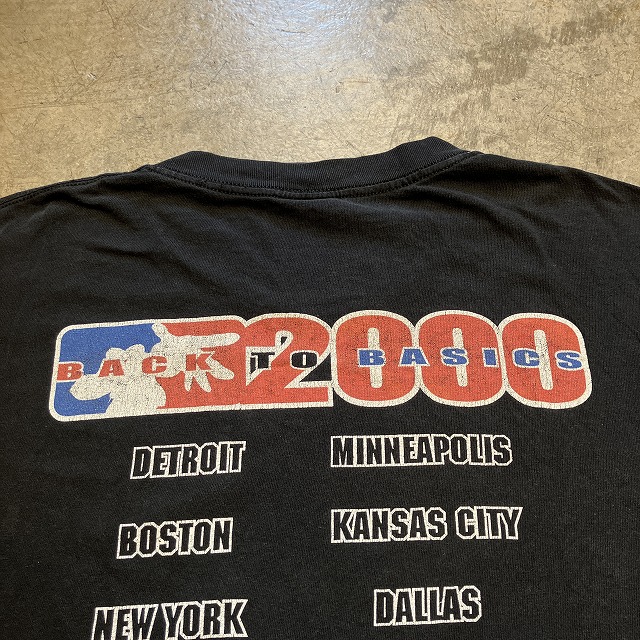 BACK TO BASICS
2000
DETROIT MINNEAPOLIS
BOSTON KANSAS CITY
NEW YORK DALLAS